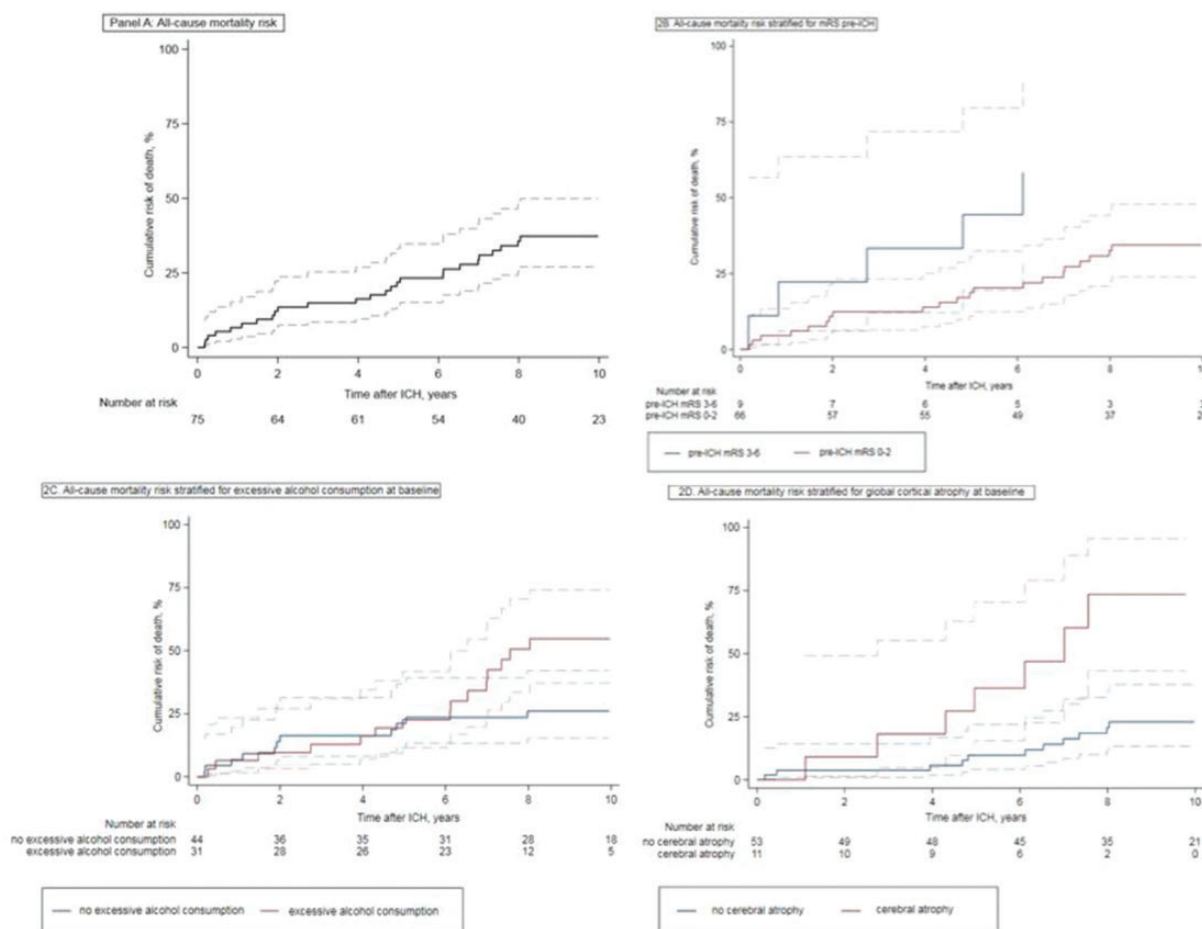 Panel A: All-cause mortality risk
100
75
50
25
0
Cumulative risk of death, %
0 2 4 6 8 10
Time after ICH, years
Number at risk
75 64 61 54 40 23
2B. All-cause mortality risk stratified for mRS pre-ICH
100
75
50
25
0
Cumulative risk of death, %
0 2 4 6 8 1
Time after ICH, years
Number at risk
pre-ICH mRS 3-6 9 7 6 5 3
pre-ICH mRS 0-2 66 57 55 49 37 2
pre-ICH mRS 3-6 pre-ICH mRS 0-2
2C. All-cause mortality risk stratified for excessive alcohol consumption at baseline
100
75
50
25
0
Cumulative risk of death, %
0 2 4 6 8 10
Time after ICH, years
Number at risk
no excessive alcohol consumption 44 36 35 31 28 18
excessive alcohol consumption 31 28 26 23 12 5
no excessive alcohol consumption excessive alcohol consumption
2D. All-cause mortality risk stratified for global cortical atrophy at baseline
100
75
50
25
0
Cumulative risk of death, %
0 2 4 6 8 10
Time after ICH, years
Number at risk
no cerebral atrophy 53 49 48 45 35 21
cerebral atrophy 11 10 9 6 2 0
no cerebral atrophy cerebral atrophy